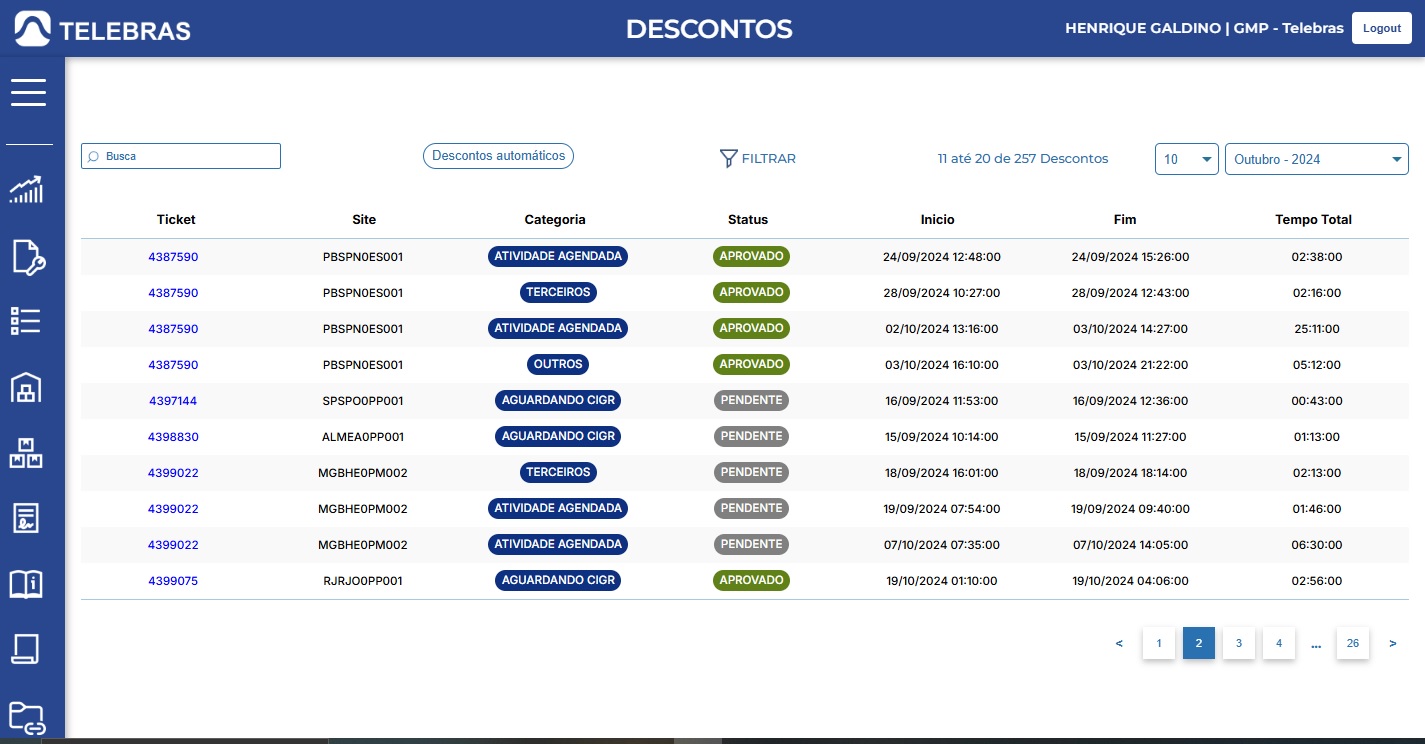 TELEBRAS DESCONTOS HENRIQUE GALDINO | GMP - Telebras Logout
Busca Descontos automáticos FILTRAR 11 até 20 de 257 Descontos 10 Outubro - 2024
Ticket Site Categoria Status Inicio Fim Tempo Total
4387590 PBSPN0ES001 ATIVIDADE AGENDADA APROVADO 24/09/2024 12:48:00 24/09/2024 15:26:00 02:38:00
4387590 PBSPN0ES001 TERCEIROS APROVADO 28/09/2024 10:27:00 28/09/2024 12:43:00 02:16:00
4387590 PBSPN0ES001 ATIVIDADE AGENDADA APROVADO 02/10/2024 13:16:00 03/10/2024 14:27:00 25:11:00
4387590 PBSPN0ES001 OUTROS APROVADO 03/10/2024 16:10:00 03/10/2024 21:22:00 05:12:00
4397144 SPSPO0PP001 AGUARDANDO CIGR PENDENTE 16/09/2024 11:53:00 16/09/2024 12:36:00 00:43:00
4398830 ALMEA0PP001 AGUARDANDO CIGR PENDENTE 15/09/2024 10:14:00 15/09/2024 11:27:00 01:13:00
4399022 MGBHE0PM002 TERCEIROS PENDENTE 18/09/2024 16:01:00 18/09/2024 18:14:00 02:13:00
4399022 MGBHE0PM002 ATIVIDADE AGENDADA PENDENTE 19/09/2024 07:54:00 19/09/2024 09:40:00 01:46:00
4399022 MGBHE0PM002 ATIVIDADE AGENDADA PENDENTE 07/10/2024 07:35:00 07/10/2024 14:05:00 06:30:00
4399075 RJRJO0PP001 AGUARDANDO CIGR APROVADO 19/10/2024 01:10:00 19/10/2024 04:06:00 02:56:00
< 1 2 3 4 ... 26 >